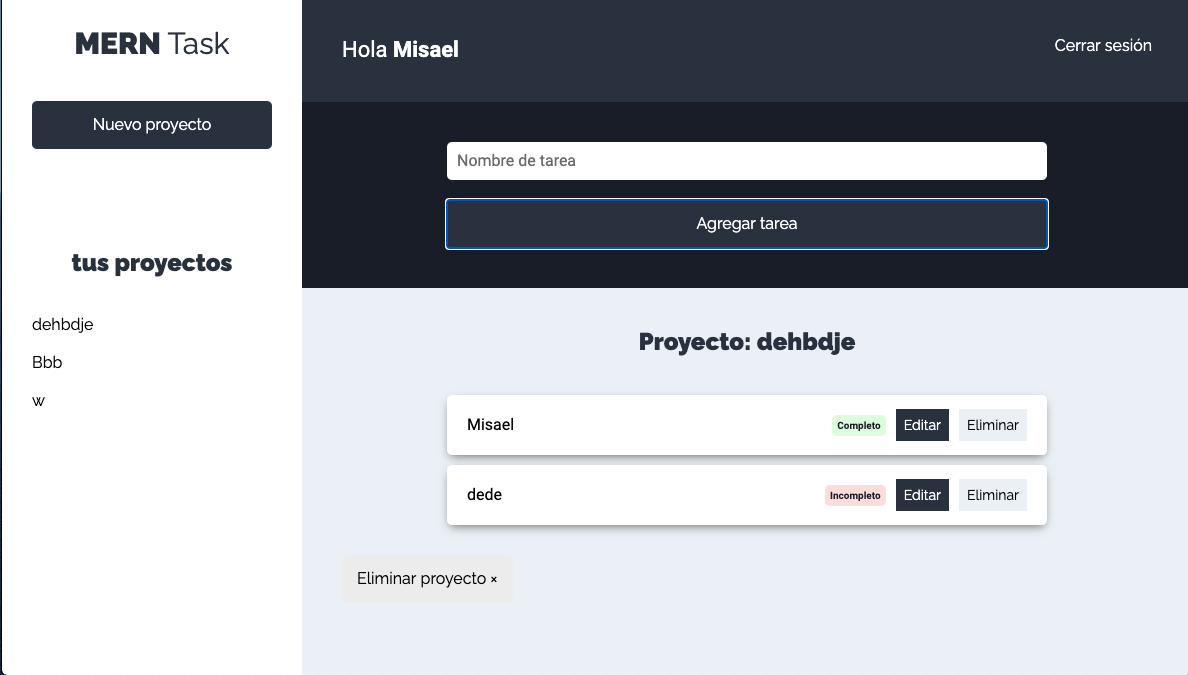 MERN Task
Nuevo proyecto
tus proyectos
dehbdje
Bbb
w
Hola Misael
Cerrar sesión
Nombre de tarea
Agregar tarea
Proyecto: dehbdje
Misael Completo Editar Eliminar
dede Incompleto Editar Eliminar
Eliminar proyecto ×